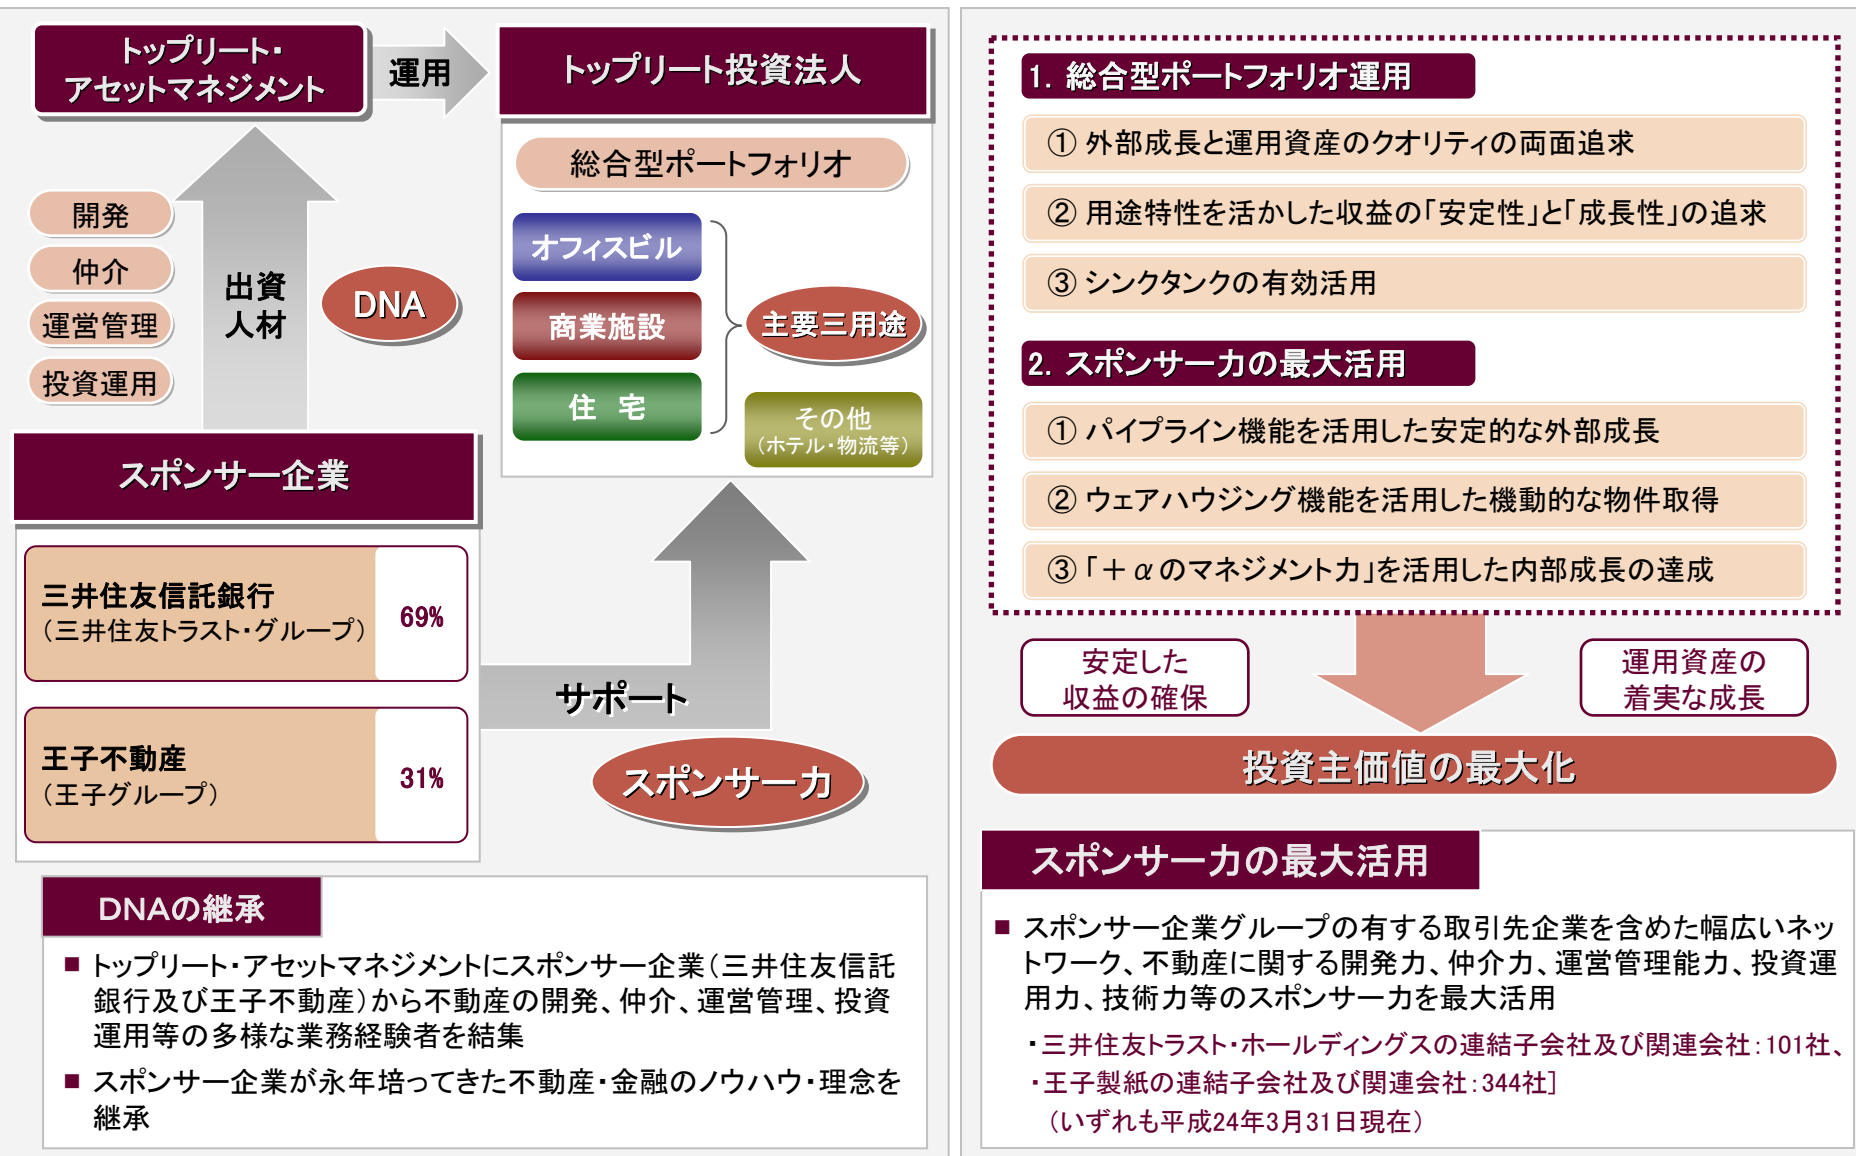 トップリート・
アセットマネジメント
運用
トップリート投資法人
総合型ポートフォリオ
開発
仲介
運営管理
投資運用
出資
人材
DNA
オフィスビル
商業施設
住 宅
主要三用途
その他
（ホテル・物流等）
スポンサー企業
三井住友信託銀行
（三井住友トラスト・グループ）
69%
王子不動産
（王子グループ）
31%
サポート
スポンサー力
DNAの継承
■ トップリート・アセットマネジメントにスポンサー企業（三井住友信託
銀行及び王子不動産）から不動産の開発、仲介、運営管理、投資
運用等の多様な業務経験者を結集
■ スポンサー企業が永年培ってきた不動産・金融のノウハウ・理念を
継承
1. 総合型ポートフォリオ運用
① 外部成長と運用資産のクオリティの両面追求
② 用途特性を活かした収益の「安定性」と「成長性」の追求
③ シンクタンクの有効活用
2. スポンサー力の最大活用
① パイプライン機能を活用した安定的な外部成長
② ウェアハウジング機能を活用した機動的な物件取得
③ 「＋αのマネジメント力」を活用した内部成長の達成
安定した
収益の確保
運用資産の
着実な成長
投資主価値の最大化
スポンサー力の最大活用
■ スポンサー企業グループの有する取引先企業を含めた幅広いネッ
トワーク、不動産に関する開発力、仲介力、運営管理能力、投資運
用力、技術力等のスポンサー力を最大活用
・三井住友トラスト・ホールディングスの連結子会社及び関連会社：101社、
・王子製紙の連結子会社及び関連会社：344社]
（いずれも平成24年3月31日現在）